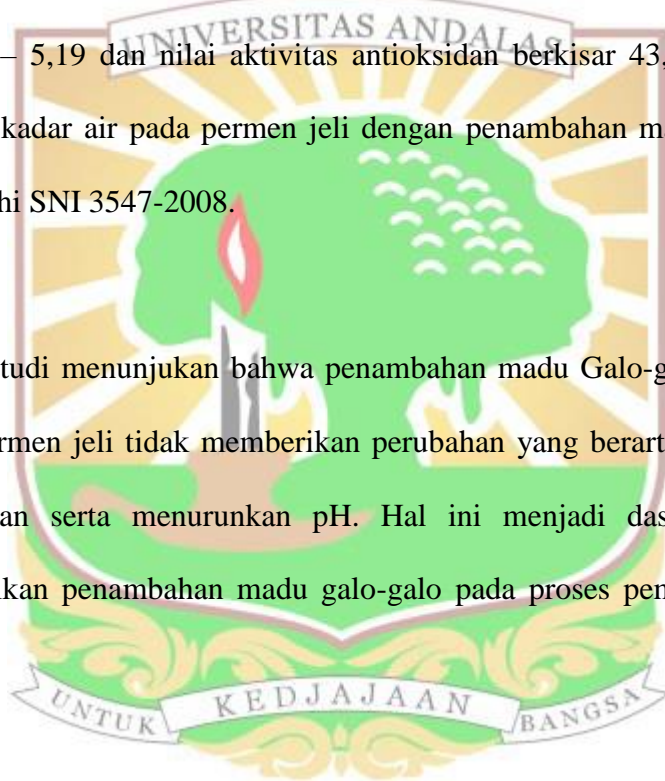 UNIVERSITAS ANDALAS
– 5,19 dan nilai aktivitas antioksidan berkisar 43,
kadar air pada permen jeli dengan penambahan m
hi SNI 3547-2008.
tudi menunjukan bahwa penambahan madu Galo-g
rmen jeli tidak memberikan perubahan yang berart
an serta menurunkan pH. Hal ini menjadi das
kan penambahan madu galo-galo pada proses pen
UNTUK KEDJAJAAN BANGSA